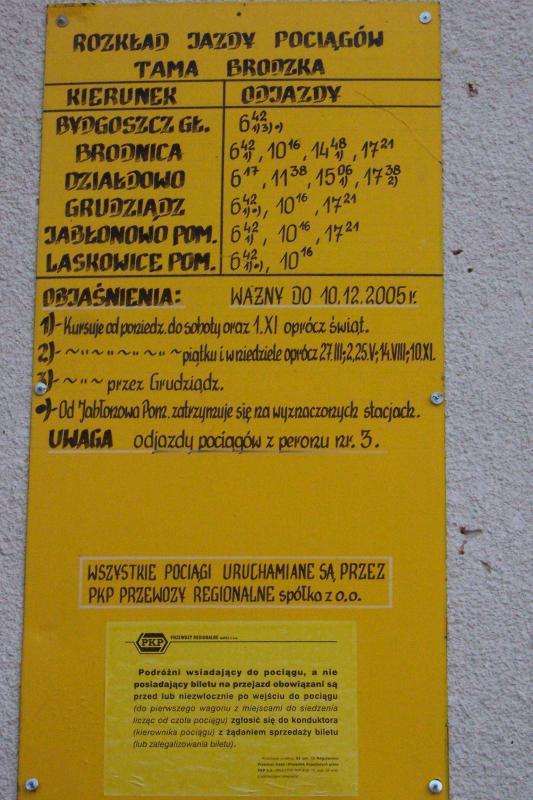 ROZKŁAD JAZDY POCIĄGÓW
TAMA BRODZKA
KIERUNEK ODJAZDY
BYDGOSZCZ GŁ. 6⁴² 1)3)•)
BRODNICA 6⁴² 1), 10¹⁶, 14⁴⁸ 1), 17²¹
DZIAŁDOWO 6¹⁷, 11³⁸, 15⁰⁶ 1), 17³⁸ 2)
GRUDZIĄDZ 6⁴² 1)•), 10¹⁶, 17²¹
JABŁONOWO POM. 6⁴² 1), 10¹⁶, 17²¹
LASKOWICE POM. 6⁴² 1)•), 10¹⁶
OBJAŚNIENIA: WAŻNY DO 10.12.2005 r.
1)- Kursuje od poniedz. do soboty oraz 1.XI oprócz świąt.
2)- ~ " ~ " ~ " ~ " ~ piątku i w niedziele oprócz 27.III; 2,25.V; 14.VIII; 10.XI.
3)- ~ " ~ przez Grudziądz.
•)- Od Jabłonowa Pom. zatrzymuje się na wyznaczonych stacjach.
UWAGA odjazdy pociągów z peronu nr. 3.
WSZYSTKIE POCIĄGI URUCHAMIANE SĄ PRZEZ
PKP PRZEWOZY REGIONALNE spółka z o.o.
PKP PRZEWOZY REGIONALNE
Podróżni wsiadający do pociągu, a nie
posiadający biletu na przejazd obowiązani są
przed lub niezwłocznie po wejściu do pociągu
(do pierwszego wagonu z miejscami do siedzenia
licząc od czoła pociągu) zgłosić się do konduktora
(kierownika pociągu) z żądaniem sprzedaży biletu
(lub zalegalizowania biletu).